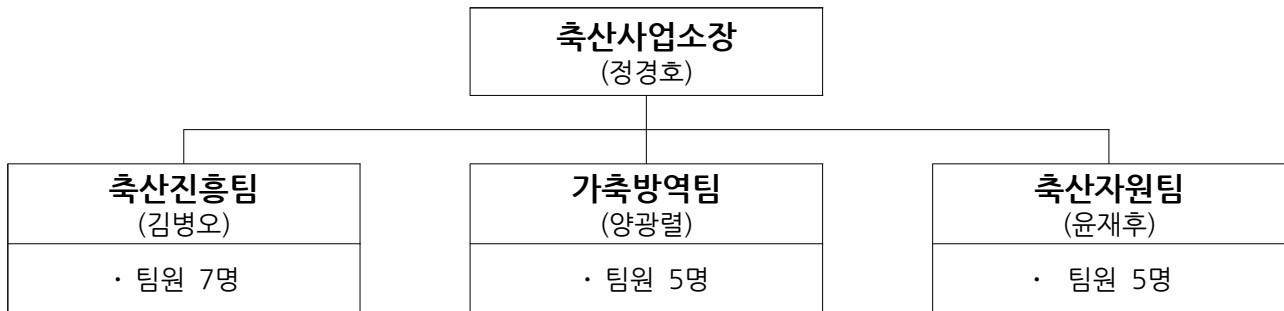 축산사업소장
(정경호)
축산진흥팀
(김병오)
· 팀원 7명
가축방역팀
(양광렬)
· 팀원 5명
축산자원팀
(윤재후)
· 팀원 5명